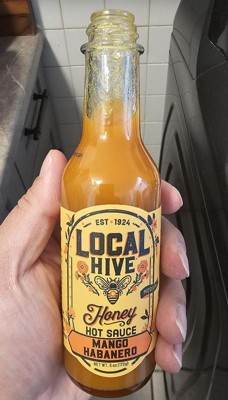 EST • 1924
LOCAL
HIVE
Honey
HOT SAUCE
MANGO
HABANERO